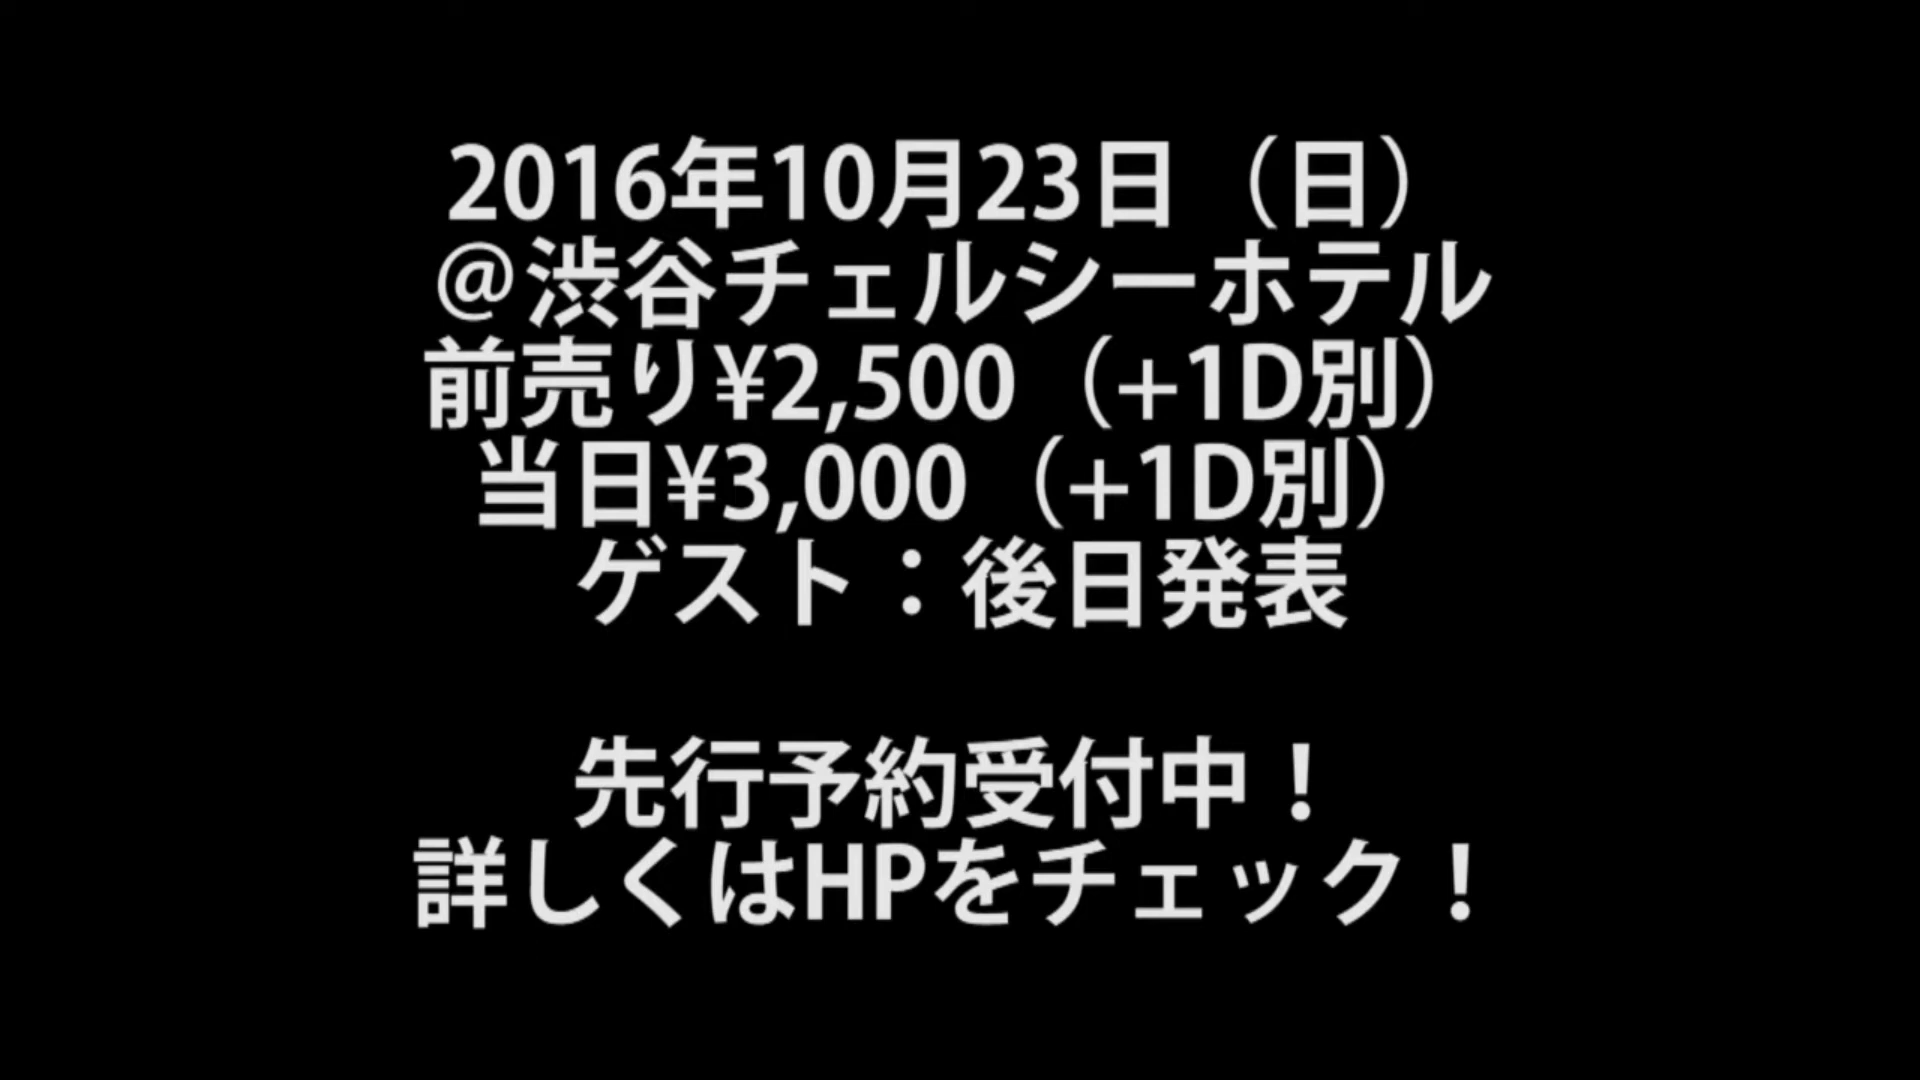 2016年10月23日（日）
@渋谷チェルシーホテル
前売り¥2,500（+1D別）
当日¥3,000（+1D別）
ゲスト：後日発表
先行予約受付中！
詳しくはHPをチェック！